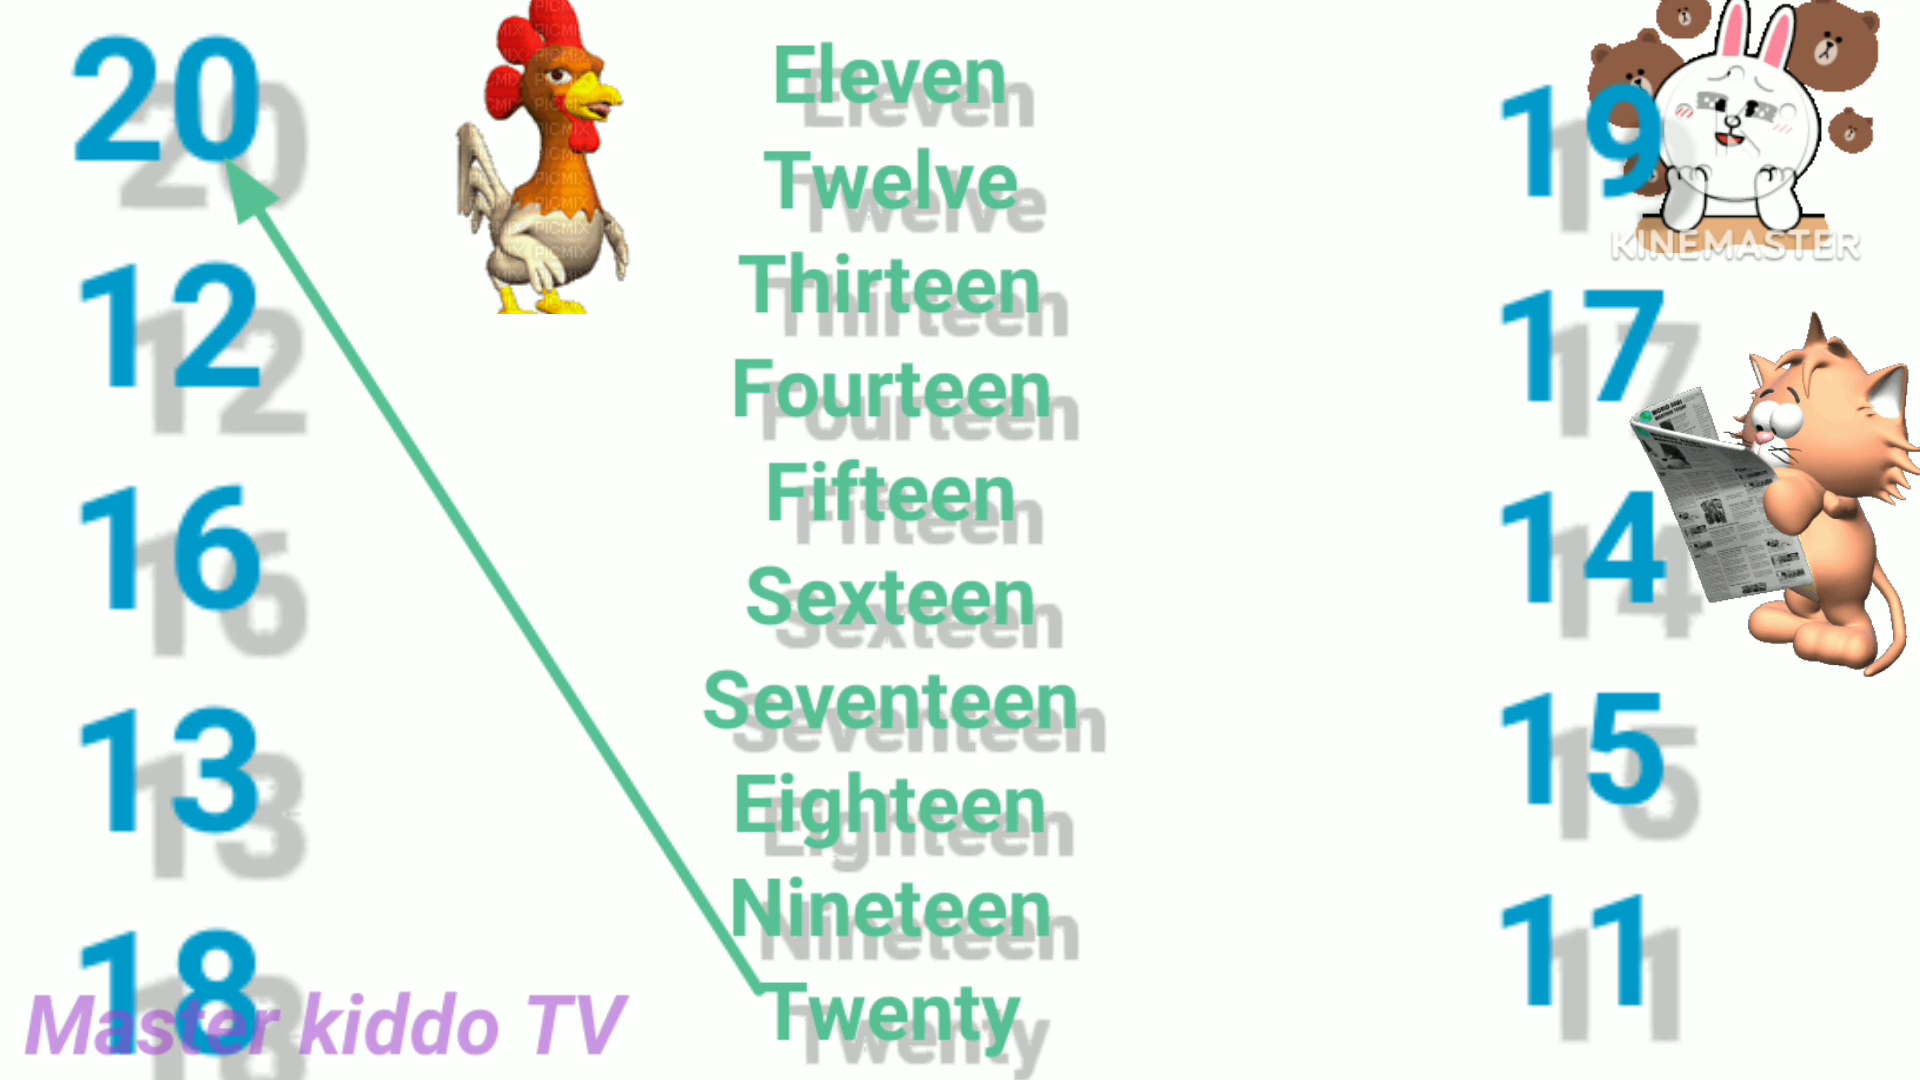 20
12
16
13
18
Eleven
Twelve
Thirteen
Fourteen
Fifteen
Sexteen
Seventeen
Eighteen
Nineteen
Twenty
19
17
14
15
11
KINEMASTER
Master kiddo TV